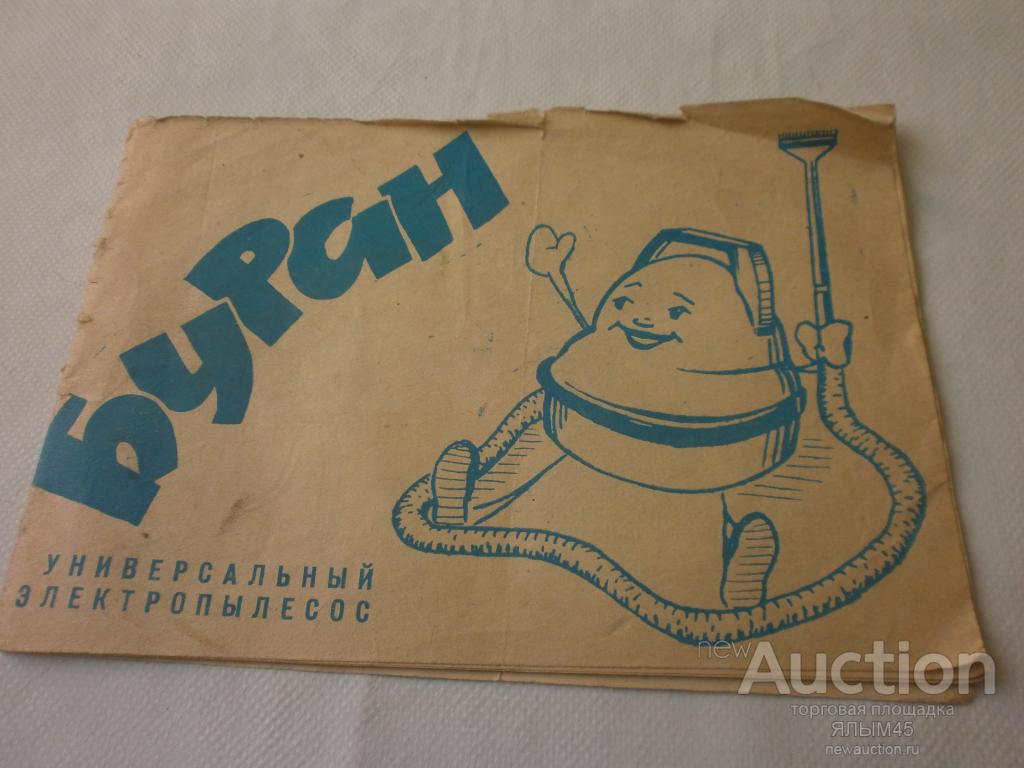 Буран
УНИВЕРСАЛЬНЫЙ
ЭЛЕКТРОПЫЛЕСОС
newAuction
торговая площадка
ЯЛЫМ45
newauction.ru